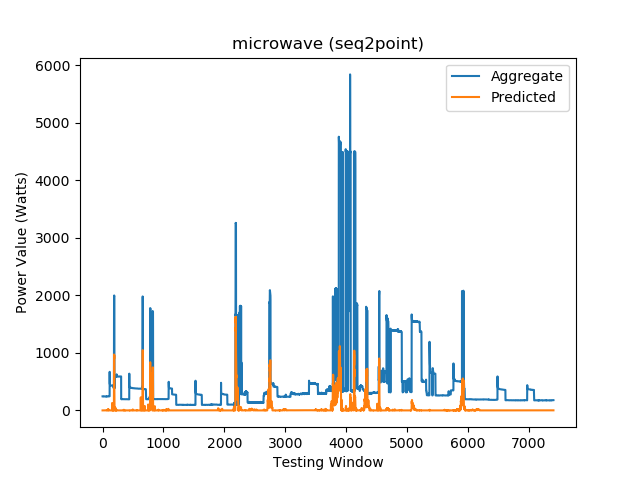 microwave (seq2point)
Aggregate
Predicted
6000
5000
4000
3000
2000
1000
0
Power Value (Watts)
0 1000 2000 3000 4000 5000 6000 7000
Testing Window